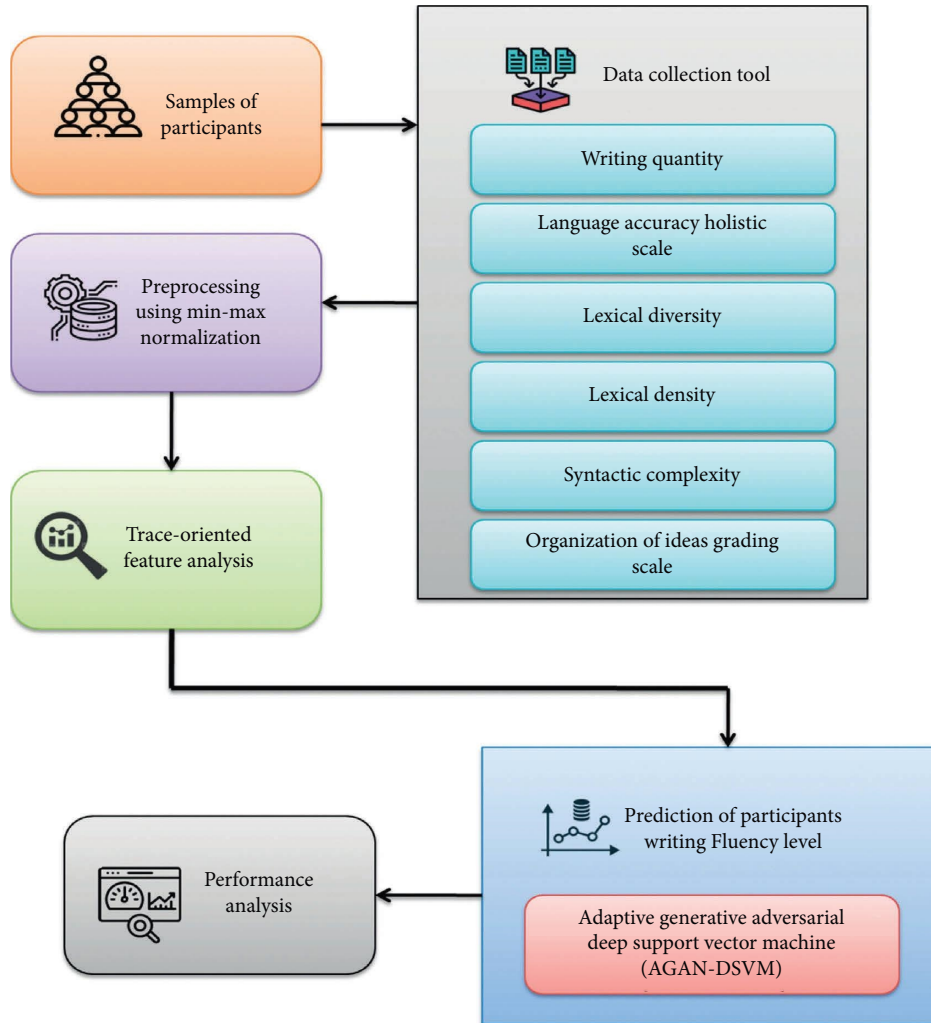 Samples of
participants
Data collection tool
Writing quantity
Language accuracy holistic
scale
Lexical diversity
Lexical density
Syntactic complexity
Organization of ideas grading
scale
Preprocessing
using min-max
normalization
Trace-oriented
feature analysis
Prediction of participants
writing Fluency level
Adaptive generative adversarial
deep support vector machine
(AGAN-DSVM)
Performance
analysis